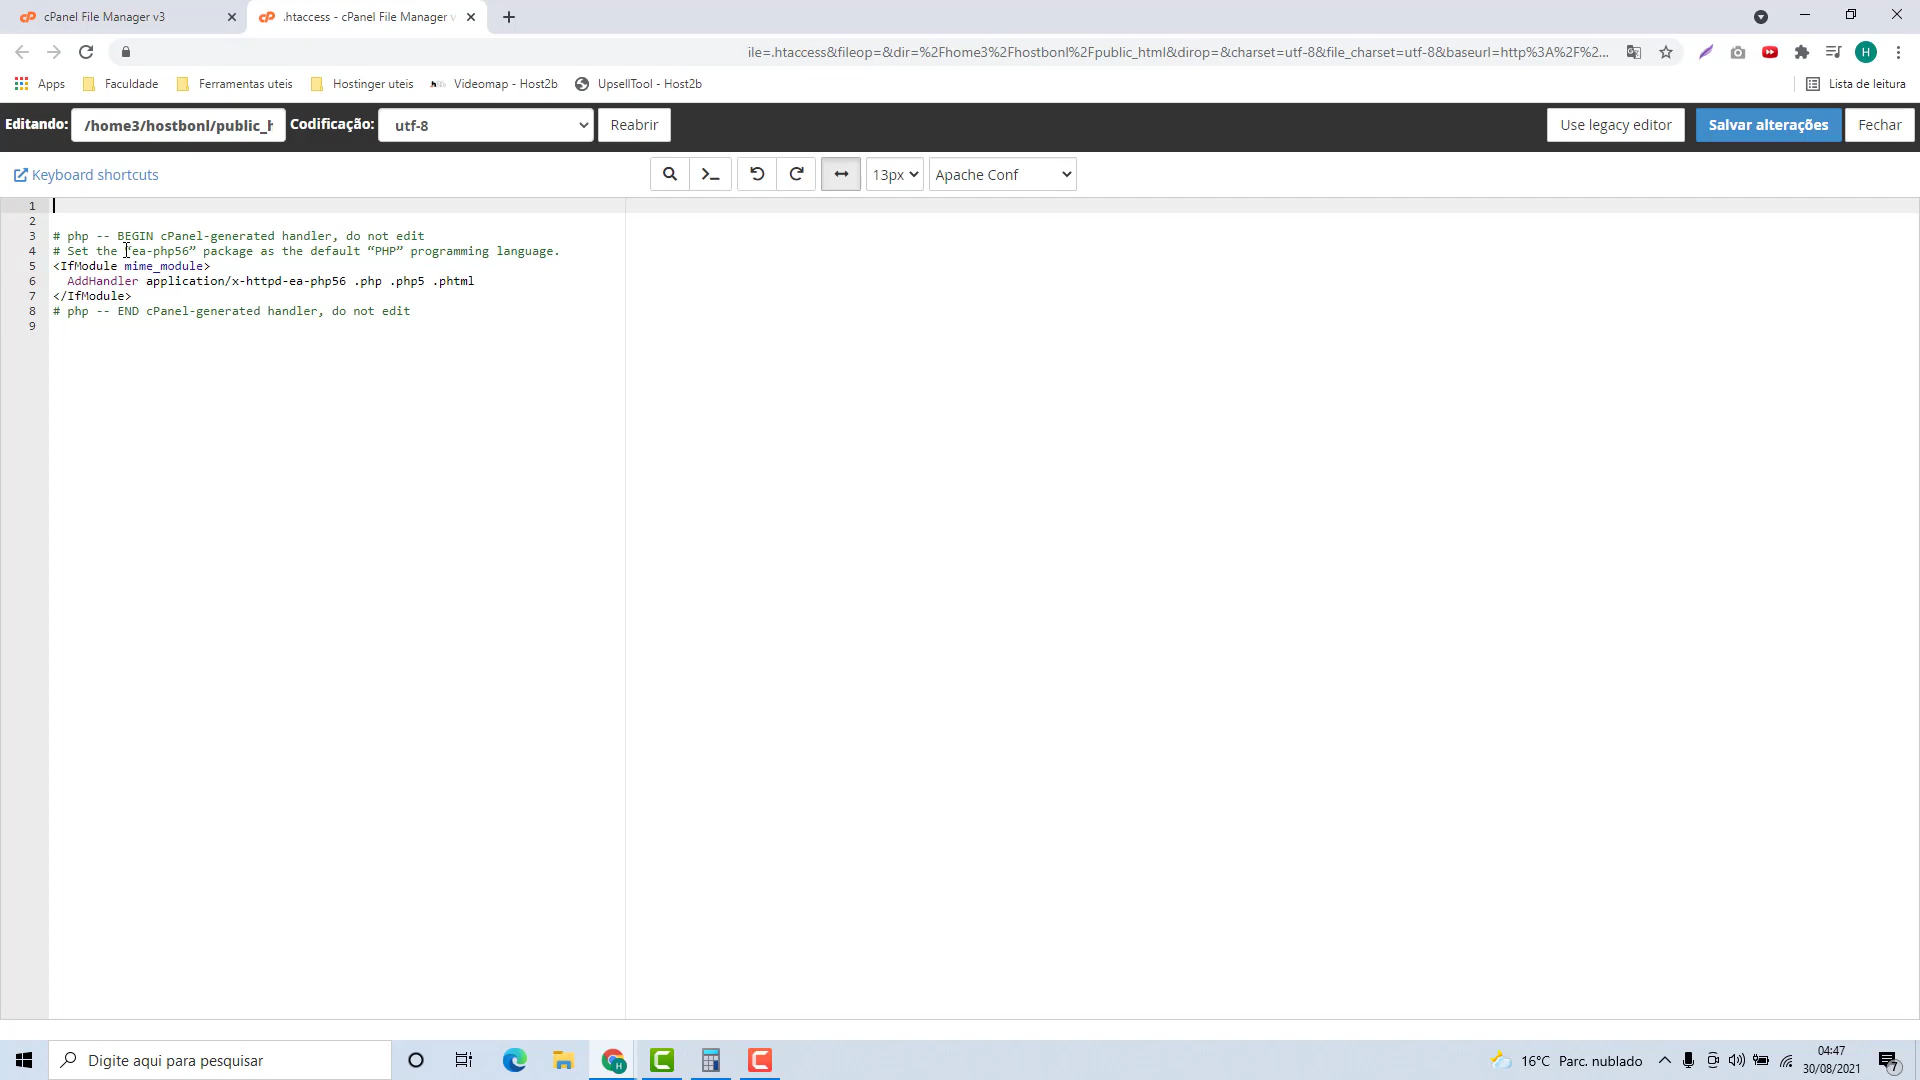 cPanel File Manager v3
.htaccess - cPanel File Manager v
ile=.htaccess&fileop=&dir=%2Fhome3%2Fhostbonl%2Fpublic_html&dirop=&charset=utf-8&file_charset=utf-8&baseurl=http%3A%2F%2...
H
Apps
Faculdade
Ferramentas uteis
Hostinger uteis
Videomap - Host2b
UpsellTool - Host2b
Lista de leitura
Editando:
/home3/hostbonl/public_h
Codificação:
utf-8
Reabrir
Use legacy editor
Salvar alterações
Fechar
Keyboard shortcuts
13px
Apache Conf
1
2
3 # php -- BEGIN cPanel-generated handler, do not edit
4 # Set the “ea-php56” package as the default “PHP” programming language.
5 <IfModule mime_module>
6 AddHandler application/x-httpd-ea-php56 .php .php5 .phtml
7 </IfModule>
8 # php -- END cPanel-generated handler, do not edit
9
Digite aqui para pesquisar
16°C Parc. nublado
04:47
30/08/2021
7